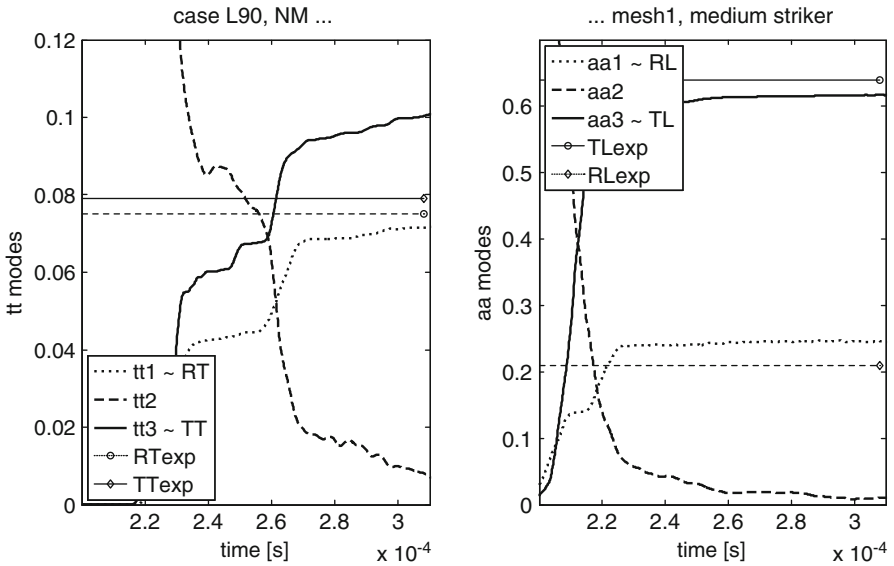 case L90, NM ...
0.12
0.1
0.08
0.06
0.04
0.02
0
tt modes
tt1 ~ RT
tt2
tt3 ~ TT
RTexp
TTexp
2.2 2.4 2.6 2.8 3
time [s]
x 10⁻⁴
... mesh1, medium striker
0.6
0.5
0.4
0.3
0.2
0.1
0
aa modes
aa1 ~ RL
aa2
aa3 ~ TL
TLexp
RLexp
2.2 2.4 2.6 2.8 3
time [s]
x 10⁻⁴